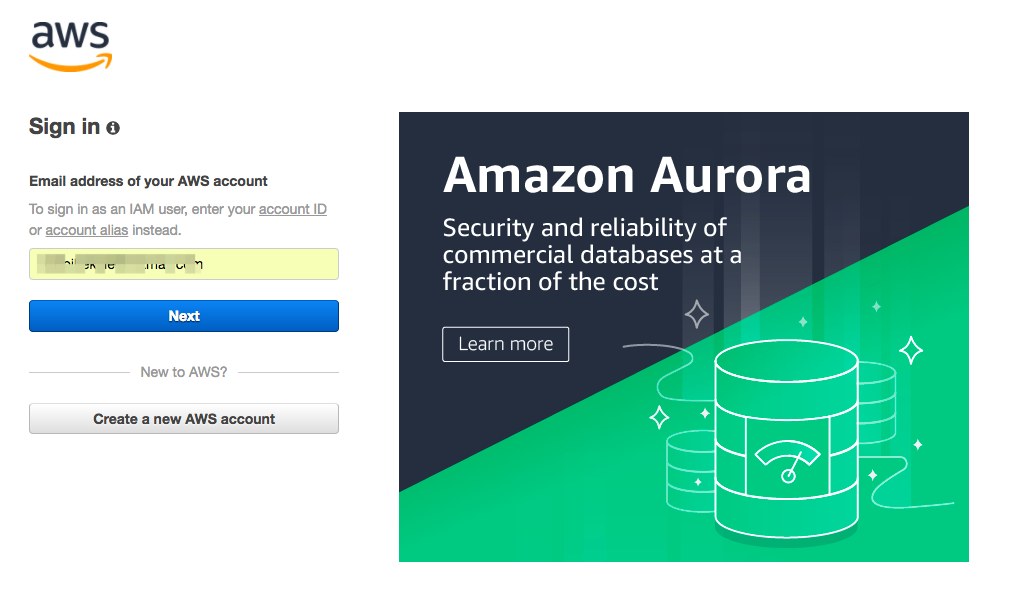 aws
Sign in
Email address of your AWS account
To sign in as an IAM user, enter your account ID
or account alias instead.
Next
New to AWS?
Create a new AWS account
Amazon Aurora
Security and reliability of
commercial databases at a
fraction of the cost
Learn more